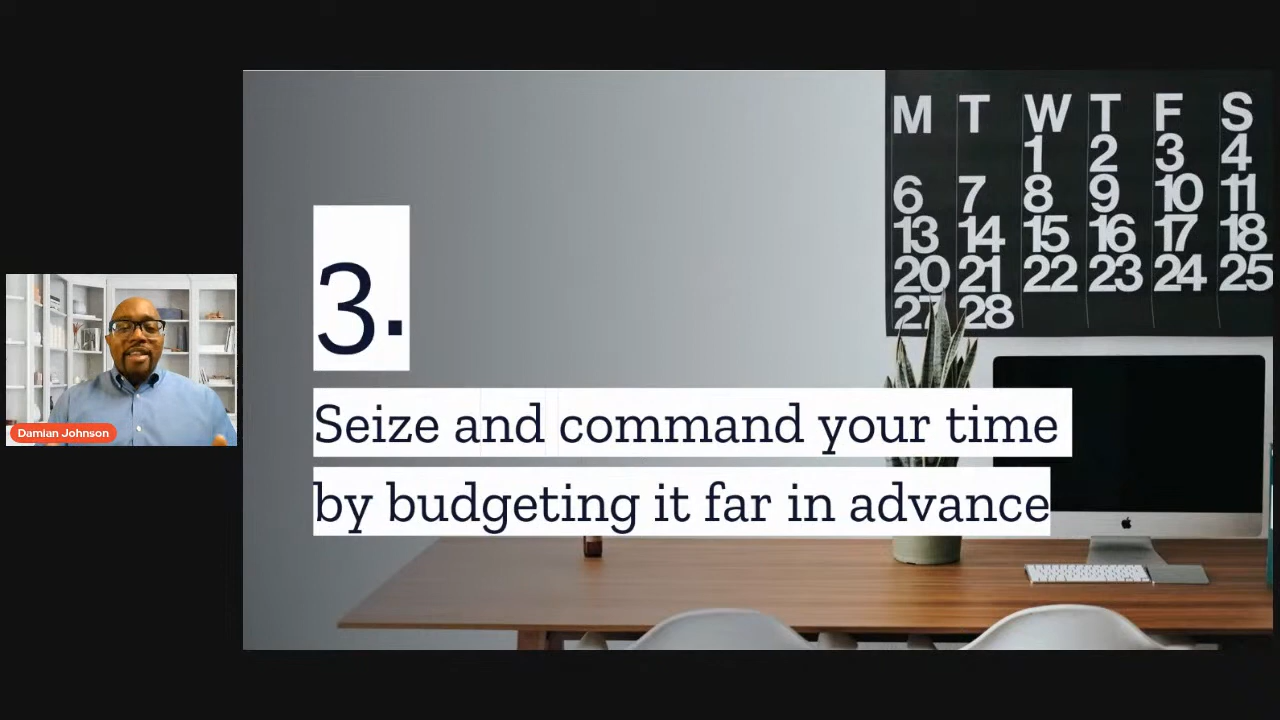 M T W T F S
1 2 3 4
6 7 8 9 10 11
13 14 15 16 17 18
20 21 22 23 24 25
27 28
3.
Seize and command your time
by budgeting it far in advance
Damian Johnson